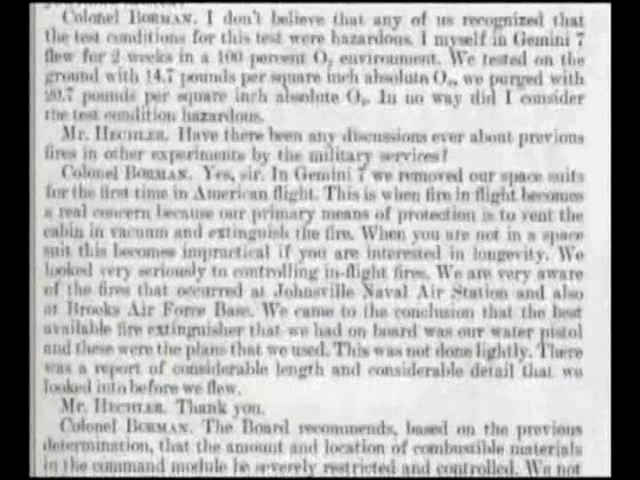 Colonel BORMAN. I don't believe that any of us recognized that
the test conditions for this test were hazardous. I myself in Gemini 7
flew for 2 weeks in a 100 percent O₂ environment. We tested on the
ground with 14.7 pounds per square inch absolute O₂, we purged with
20.7 pounds per square inch absolute O₂. In no way did I consider
the test condition hazardous.
Mr. HECHLER. Have there been any discussions ever about previous
fires in other experiments by the military services?
Colonel BORMAN. Yes, sir. In Gemini 7 we removed our space suits
for the first time in American flight. This is when fire in flight becomes
a real concern because our primary means of protection is to vent the
cabin in vacuum and extinguish the fire. When you are not in a space
suit this becomes impractical if you are interested in longevity. We
looked very seriously to controlling in-flight fires. We are very aware
of the fires that occurred at Johnsville Naval Air Station and also
at Brooks Air Force Base. We came to the conclusion that the best
available fire extinguisher that we had on board was our water pistol
and these were the plans that we used. This was not done lightly. There
was a report of considerable length and considerable detail that we
looked into before we flew.
Mr. HECHLER. Thank you.
Colonel BORMAN. The Board recommends, based on the previous
determination, that the amount and location of combustible materials
in the command module be severely restricted and controlled. We not